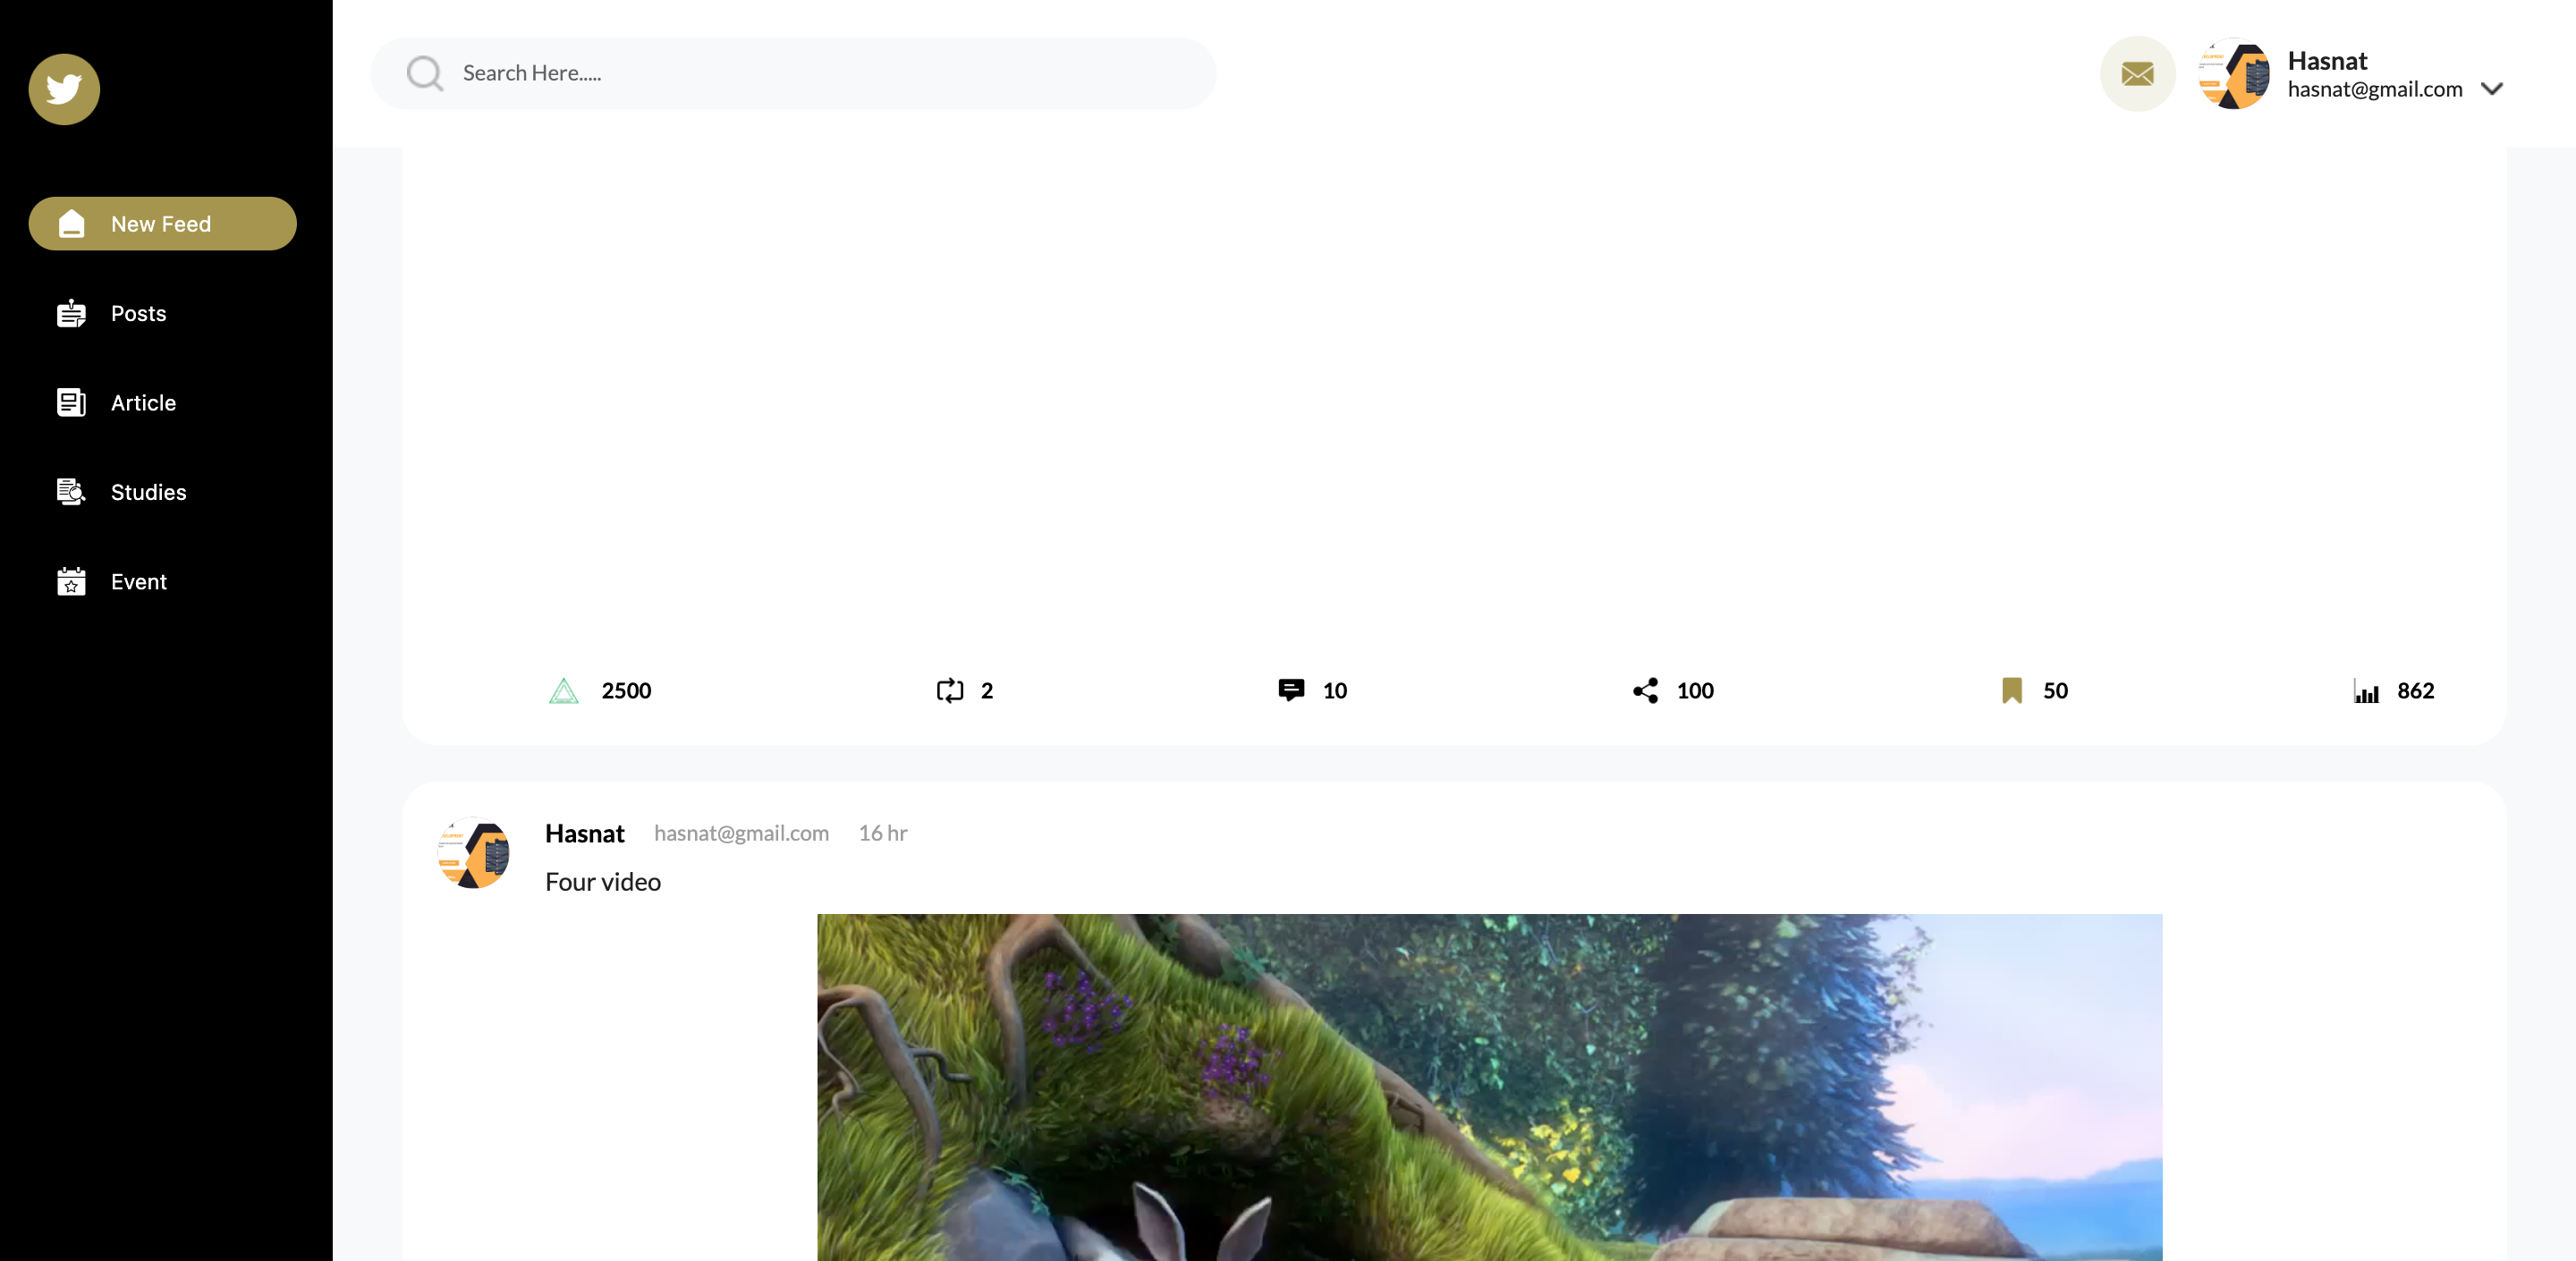 Search Here.....
Hasnat
hasnat@gmail.com
New Feed
Posts
Article
Studies
Event
2500
2
10
100
50
862
Hasnat hasnat@gmail.com 16 hr
Four video